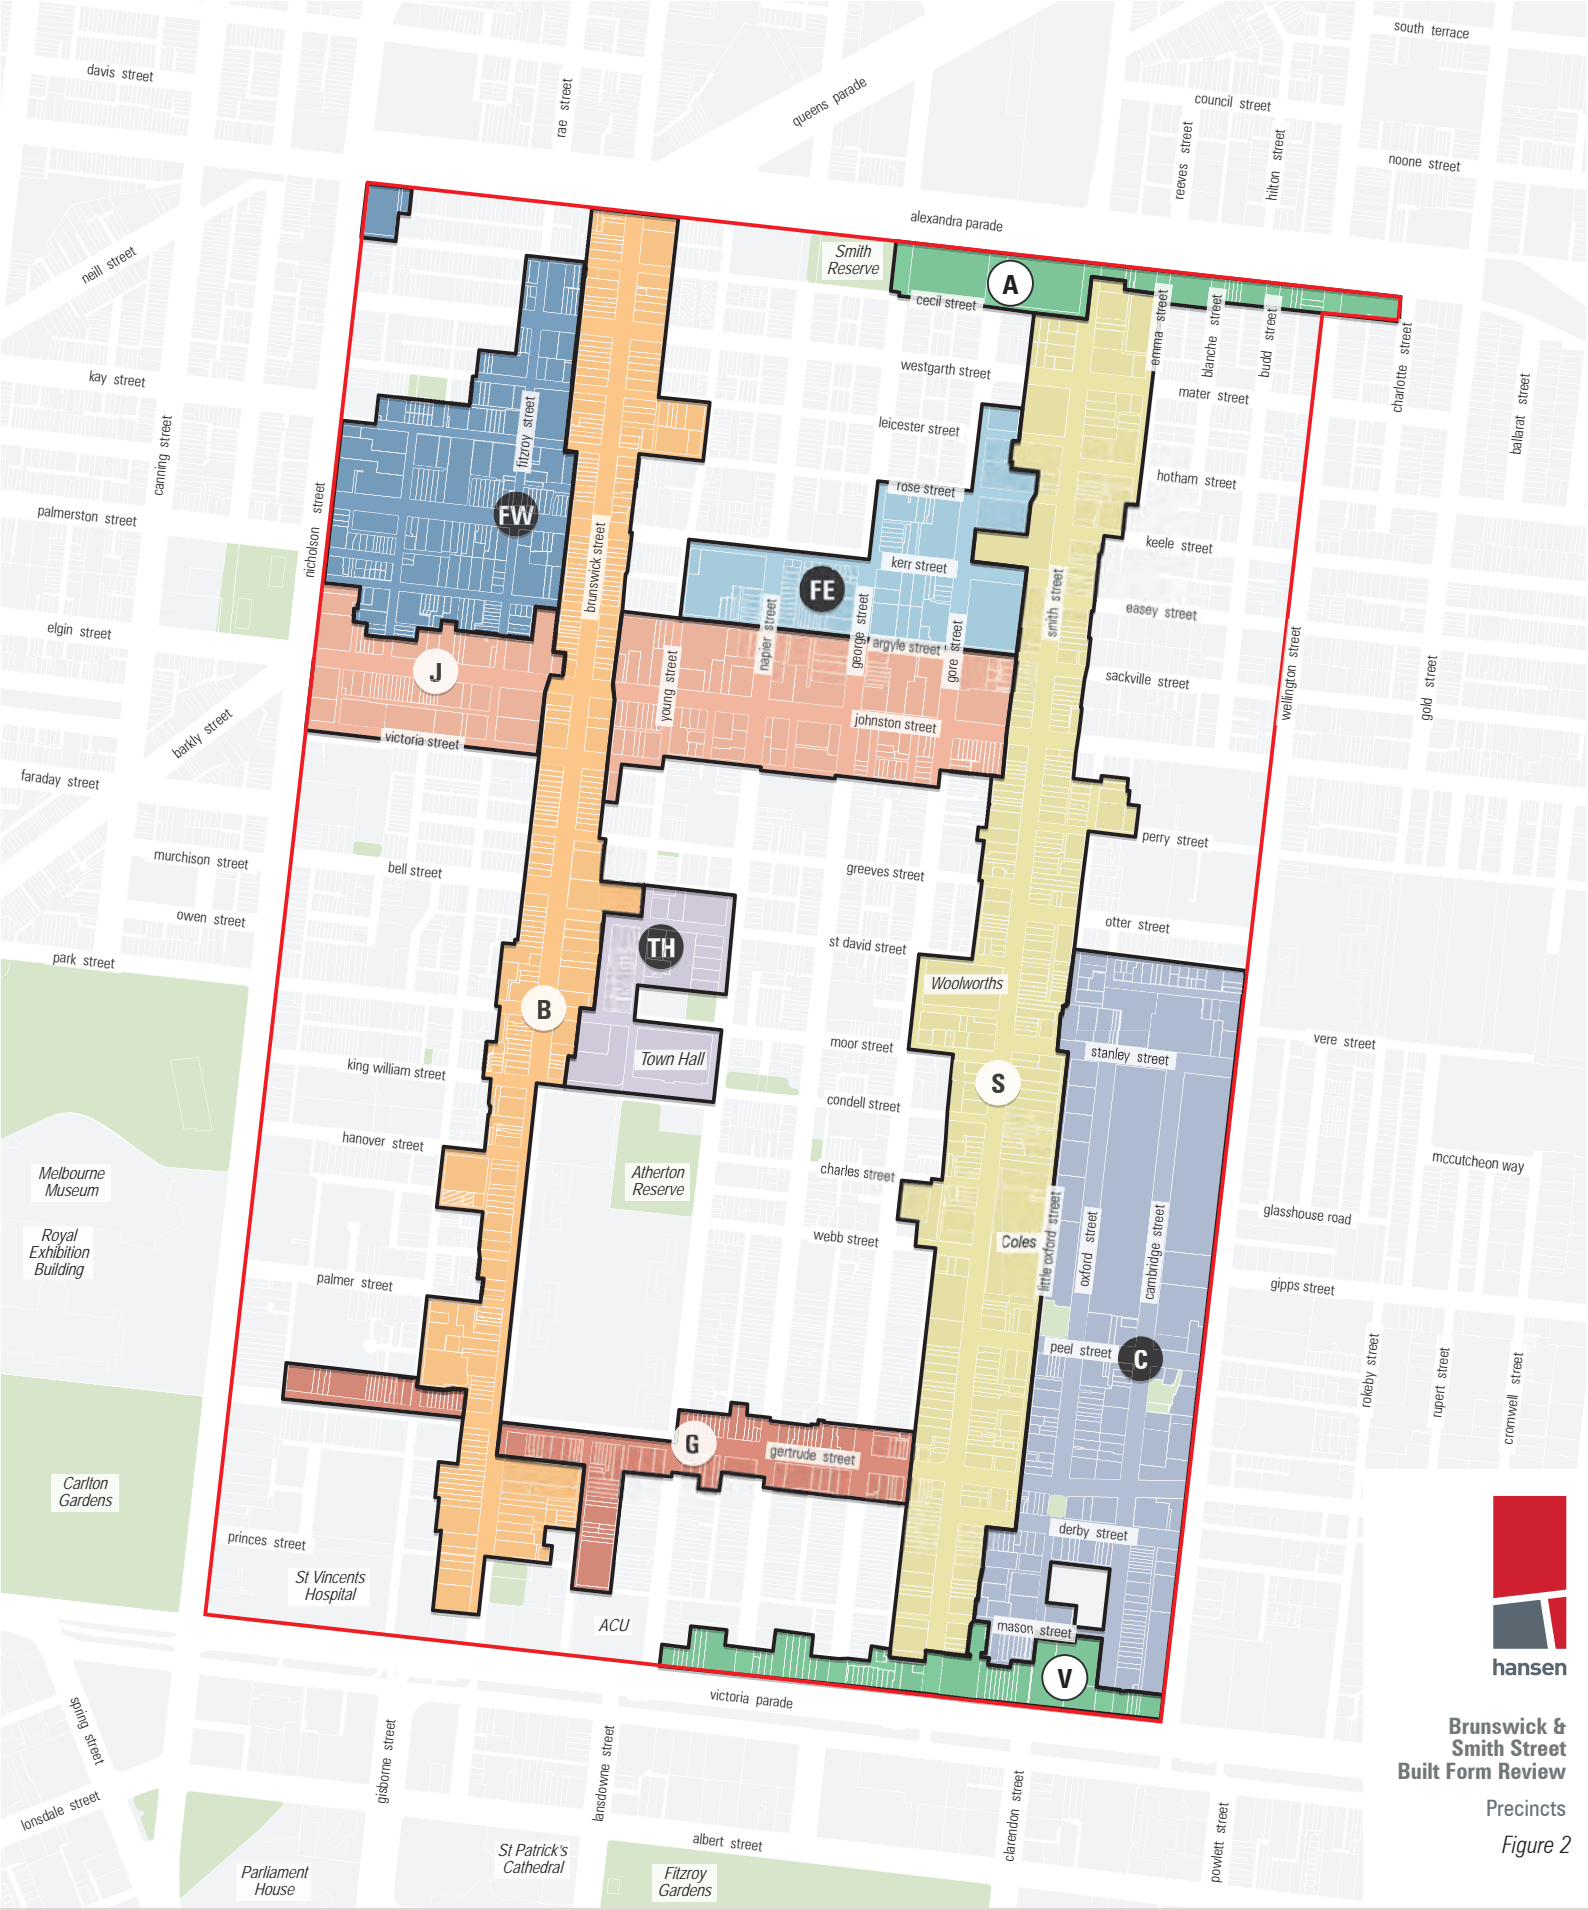 south terrace
davis street
rae street
queens parade
council street
reeves street
hilton street
noone street
alexandra parade
Smith
Reserve
A
cecil street
neill street
emma street
blanche street
budd street
charlotte street
ballarat street
westgarth street
kay street
mater street
canning street
fitzroy street
leicester street
hotham street
rose street
nicholson street
palmerston street
FW
brunswick street
keele street
kerr street
FE
smith street
easey street
elgin street
napier street
george street
argyle street
gore street
wellington street
J
young street
sackville street
gold street
johnston street
barkly street
victoria street
faraday street
perry street
murchison street
bell street
greeves street
owen street
otter street
st david street
TH
park street
Woolworths
B
Town Hall
moor street
stanley street
vere street
king william street
S
condell street
hanover street
Melbourne
Museum
Atherton
Reserve
charles street
mccutcheon way
Royal
Exhibition
Building
webb street
Coles
little oxford street
oxford street
cambridge street
glasshouse road
palmer street
gipps street
peel street
C
rokeby street
rupert street
cromwell street
G
gertrude street
Carlton
Gardens
princes street
derby street
St Vincents
Hospital
ACU
mason street
V
hansen
victoria parade
spring street
gisborne street
lansdowne street
clarendon street
powlett street
Brunswick &
Smith Street
Built Form Review
Precincts
Figure 2
lonsdale street
albert street
St Patrick's
Cathedral
Parliament
House
Fitzroy
Gardens